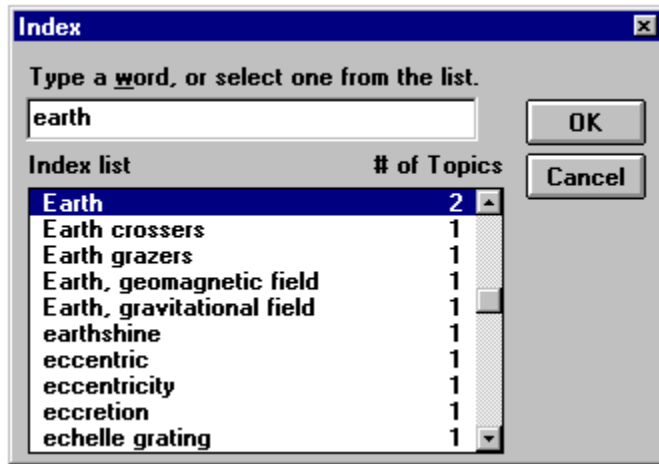 Index
Type a word, or select one from the list.
earth
OK
Index list # of Topics
Cancel
Earth 2
Earth crossers 1
Earth grazers 1
Earth, geomagnetic field 1
Earth, gravitational field 1
earthshine 1
eccentric 1
eccentricity 1
eccretion 1
echelle grating 1